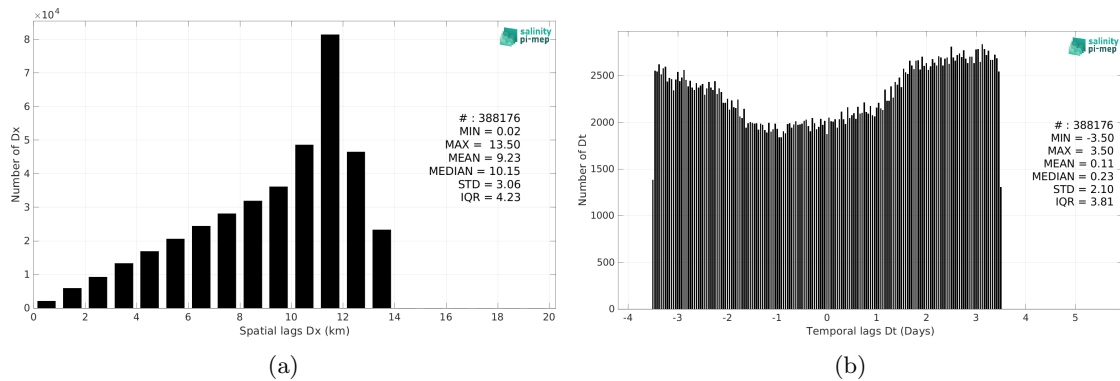 ×10⁴
8
7
6
5
4
3
2
1
0
Number of Dx
0 2 4 6 8 10 12 14 16 18 20
Spatial lags Dx (km)
salinity
pi-mep
# : 388176
MIN = 0.02
MAX = 13.50
MEAN = 9.23
MEDIAN = 10.15
STD = 3.06
IQR = 4.23
(a)
2500
2000
1500
1000
500
0
Number of Dt
-4 -3 -2 -1 0 1 2 3 4 5
Temporal lags Dt (Days)
salinity
pi-mep
# : 388176
MIN = -3.50
MAX = 3.50
MEAN = 0.11
MEDIAN = 0.23
STD = 2.10
IQR = 3.81
(b)